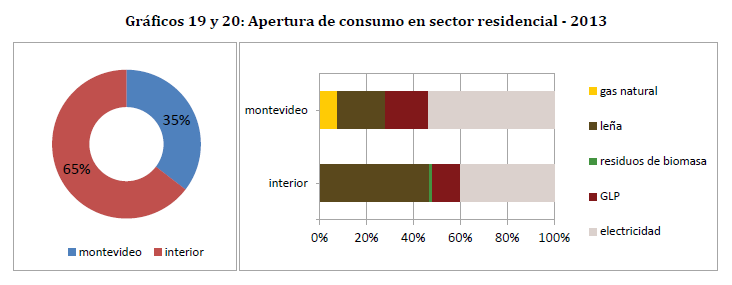 Gráficos 19 y 20: Apertura de consumo en sector residencial - 2013
35%
65%
montevideo interior
montevideo
interior
0% 20% 40% 60% 80% 100%
gas natural
leña
residuos de biomasa
GLP
electricidad